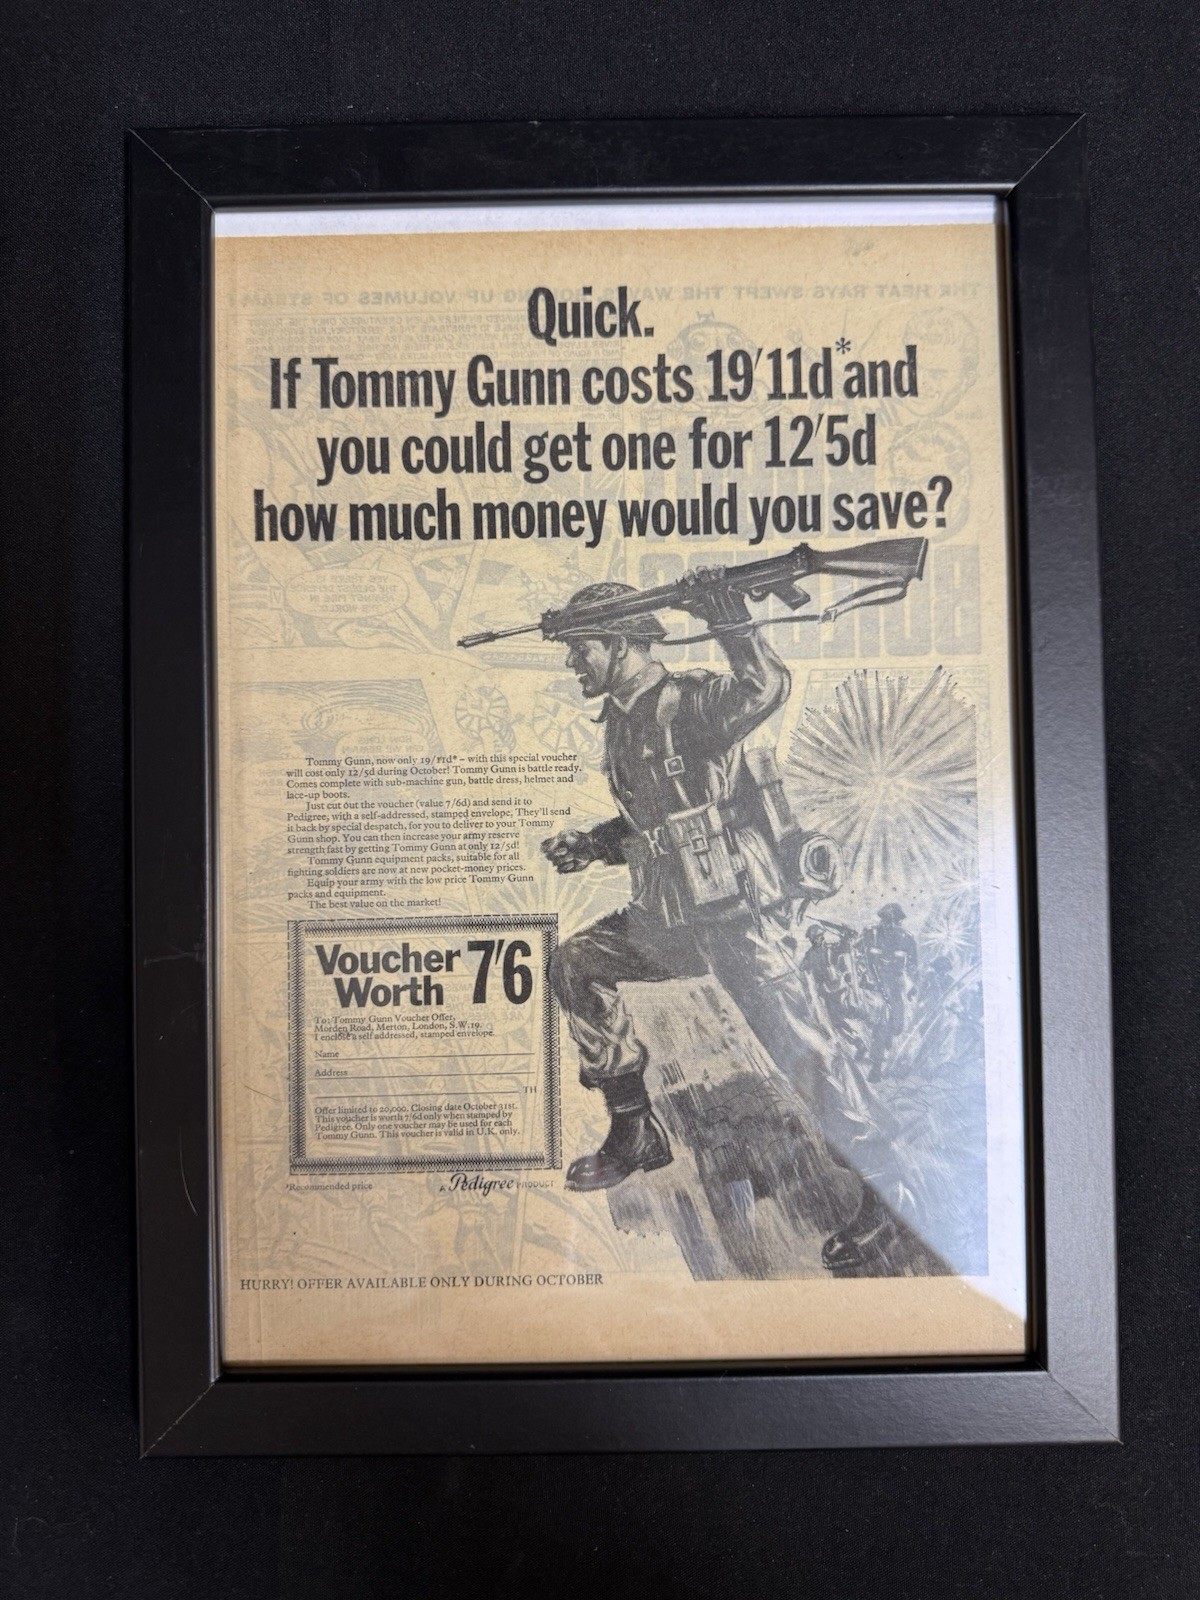 Quick.
If Tommy Gunn costs 19'11d* and
you could get one for 12'5d
how much money would you save?
Tommy Gunn, now only 19/11d* – with this special voucher
will cost only 12/5d during October! Tommy Gunn is battle ready.
Comes complete with sub-machine gun, battle dress, helmet and
lace-up boots.
Just cut out the voucher (value 7/6d) and send it to
Pedigree, with a self-addressed, stamped envelope. They'll send
it back by special despatch, for you to deliver to your Tommy
Gunn shop. You can then increase your army reserve
strength fast by getting Tommy Gunn at only 12/5d!
Tommy Gunn equipment packs, suitable for all
fighting soldiers are now at new pocket-money prices.
Equip your army with the low price Tommy Gunn
packs and equipment.
The best value on the market!
Voucher 7'6
Worth
To: Tommy Gunn Voucher Offer,
Morden Road, Merton, London, S.W.19.
I enclose a self addressed, stamped envelope.
Name
Address
TH
Offer limited to 20,000. Closing date October 31st.
This voucher is worth 7/6d only when stamped by
Pedigree. Only one voucher may be used for each
Tommy Gunn. This voucher is valid in U.K. only.
*Recommended price
A Pedigree PRODUCT
HURRY! OFFER AVAILABLE ONLY DURING OCTOBER